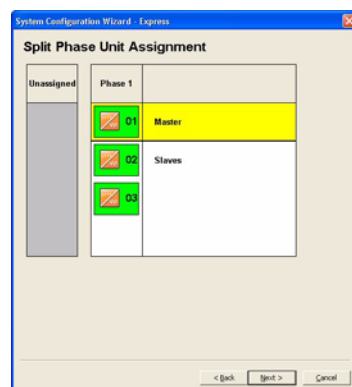 System Configuration Wizard - Express
Split Phase Unit Assignment
Unassigned
Phase 1
01
Master
02
Slaves
03
< Back
Next >
Cancel